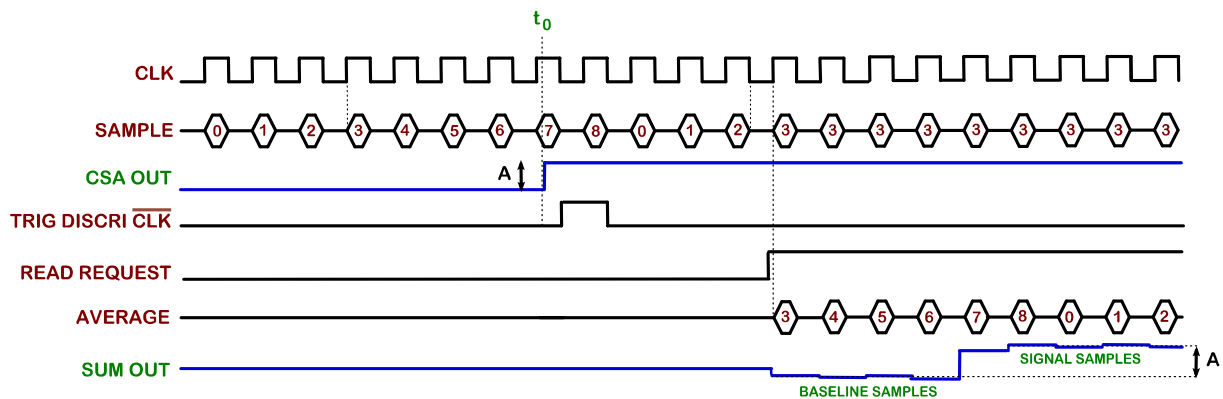 t0
CLK
SAMPLE 0 1 2 3 4 5 6 7 8 0 1 2 3 3 3 3 3 3 3 3 3
CSA OUT A
TRIG DISCRI CLK
READ REQUEST
AVERAGE 3 4 5 6 7 8 0 1 2
SUM OUT
SIGNAL SAMPLES A
BASELINE SAMPLES